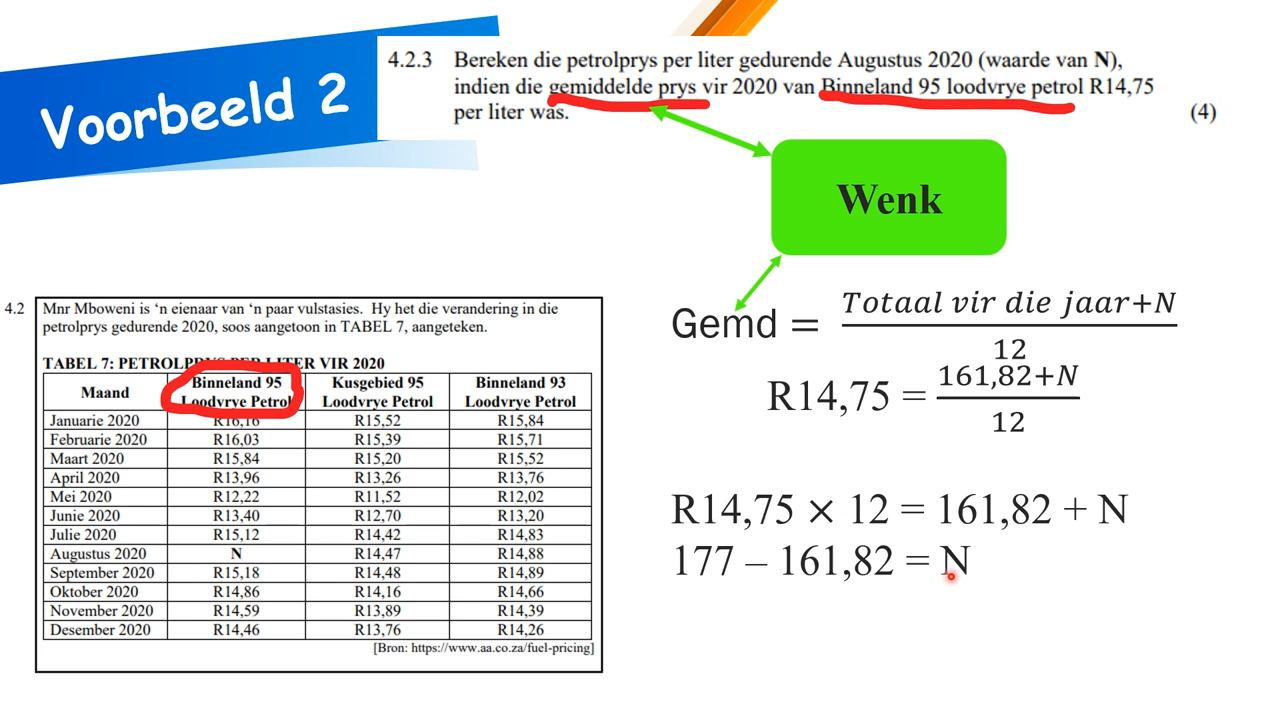 Voorbeeld 2
4.2.3 Bereken die petrolprys per liter gedurende Augustus 2020 (waarde van N),
indien die gemiddelde prys vir 2020 van Binneland 95 loodvrye petrol R14,75
per liter was. (4)
Wenk
4.2 Mnr Mboweni is ‘n eienaar van ‘n paar vulstasies. Hy het die verandering in die
petrolprys gedurende 2020, soos aangetoon in TABEL 7, aangeteken.
TABEL 7: PETROLPRYS PER LITER VIR 2020
Maand Binneland 95 Loodvrye Petrol Kusgebied 95 Loodvrye Petrol Binneland 93 Loodvrye Petrol
Januarie 2020 R16,16 R15,52 R15,84
Februarie 2020 R16,03 R15,39 R15,71
Maart 2020 R15,84 R15,20 R15,52
April 2020 R13,96 R13,26 R13,76
Mei 2020 R12,22 R11,52 R12,02
Junie 2020 R13,40 R12,70 R13,20
Julie 2020 R15,12 R14,42 R14,83
Augustus 2020 N R14,47 R14,88
September 2020 R15,18 R14,48 R14,89
Oktober 2020 R14,86 R14,16 R14,66
November 2020 R14,59 R13,89 R14,39
Desember 2020 R14,46 R13,76 R14,26
[Bron: https://www.aa.co.za/fuel-pricing]
Gemd = Totaal vir die jaar+N
12
R14,75 = 161,82+N
12
R14,75 × 12 = 161,82 + N
177 – 161,82 = N